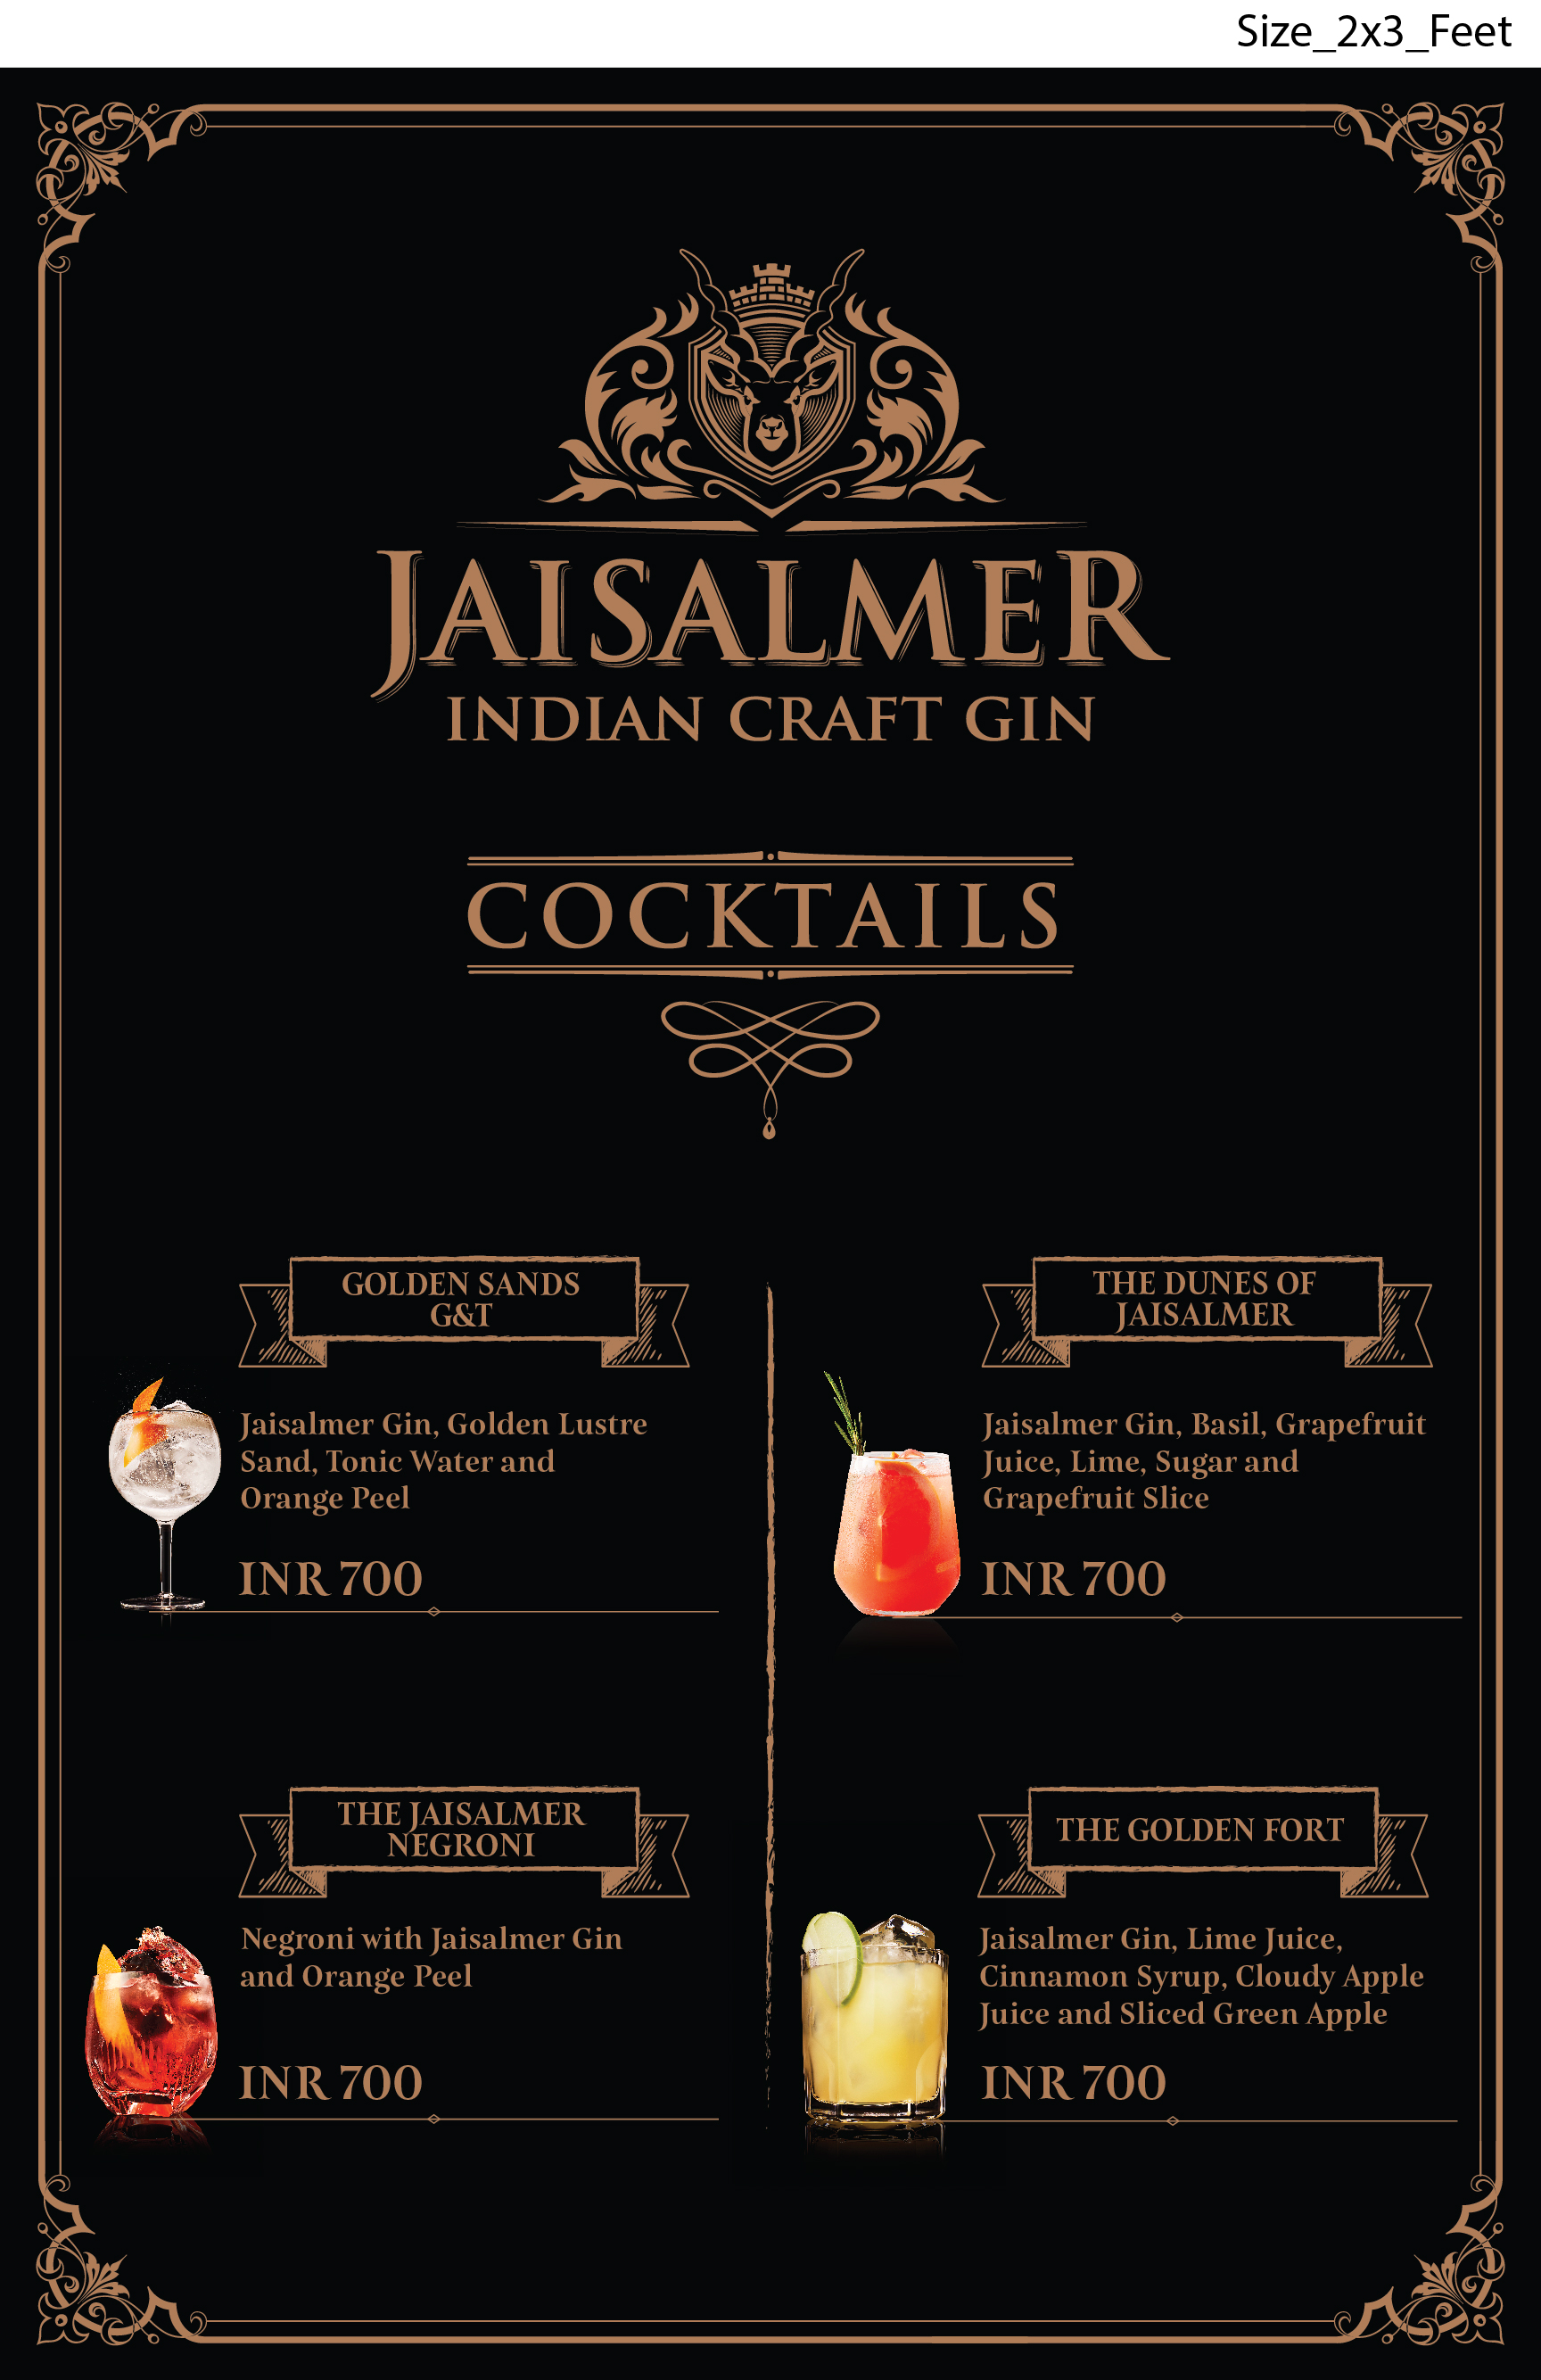 Size_2x3_Feet
JAISALMER
INDIAN CRAFT GIN
COCKTAILS
GOLDEN SANDS
G&T
Jaisalmer Gin, Golden Lustre
Sand, Tonic Water and
Orange Peel
INR 700
THE DUNES OF
JAISALMER
Jaisalmer Gin, Basil, Grapefruit
Juice, Lime, Sugar and
Grapefruit Slice
INR 700
THE JAISALMER
NEGRONI
Negroni with Jaisalmer Gin
and Orange Peel
INR 700
THE GOLDEN FORT
Jaisalmer Gin, Lime Juice,
Cinnamon Syrup, Cloudy Apple
Juice and Sliced Green Apple
INR 700